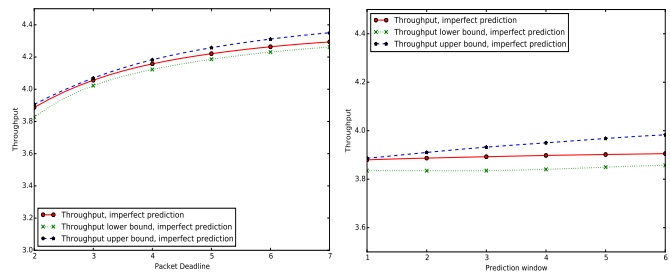 4.4
4.2
4.0
3.8
3.6
3.4
3.2
3.0
Throughput
Throughput, imperfect prediction
Throughput lower bound, imperfect prediction
Throughput upper bound, imperfect prediction
2 3 4 5 6 7
Packet Deadline
4.4
4.2
4.0
3.8
3.6
Throughput
Throughput, imperfect prediction
Throughput lower bound, imperfect prediction
Throughput upper bound, imperfect prediction
1 2 3 4 5 6
Prediction window